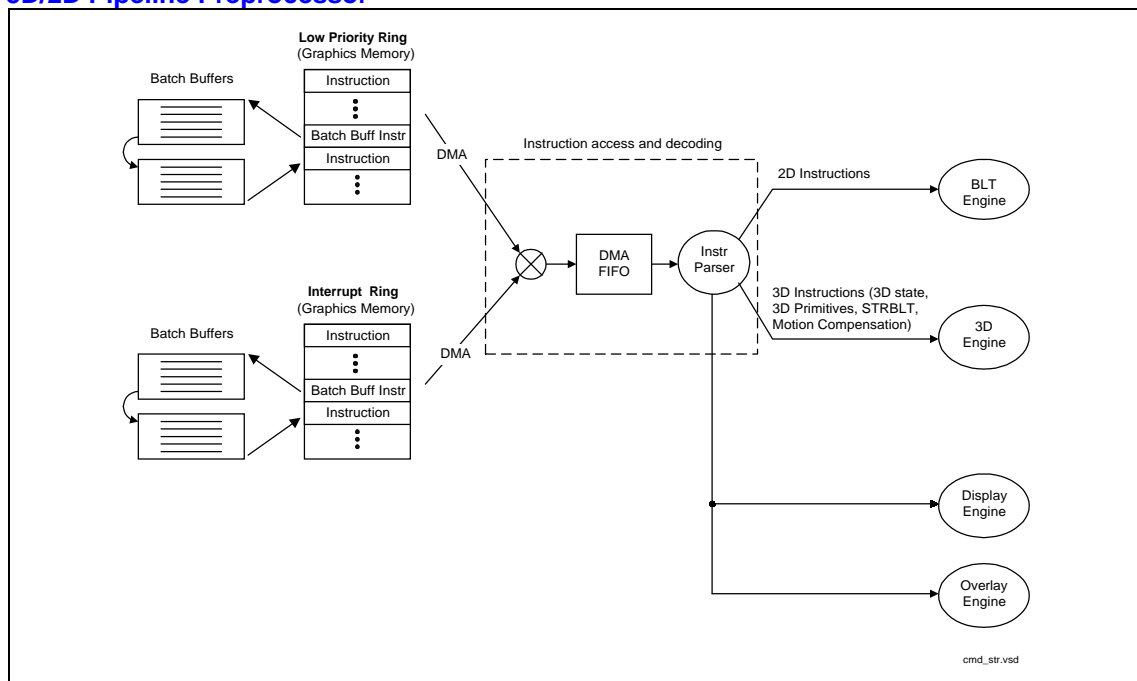 3D/2D Pipeline Preprocessor
Low Priority Ring
(Graphics Memory)
Batch Buffers
Instruction
Batch Buff Instr
Instruction
DMA
Instruction access and decoding
2D Instructions
BLT
Engine
DMA
FIFO
Instr
Parser
3D Instructions (3D state,
3D Primitives, STRBLT,
Motion Compensation)
3D
Engine
Interrupt Ring
(Graphics Memory)
Batch Buffers
Instruction
Batch Buff Instr
Instruction
DMA
Display
Engine
Overlay
Engine
cmd_str.vsd